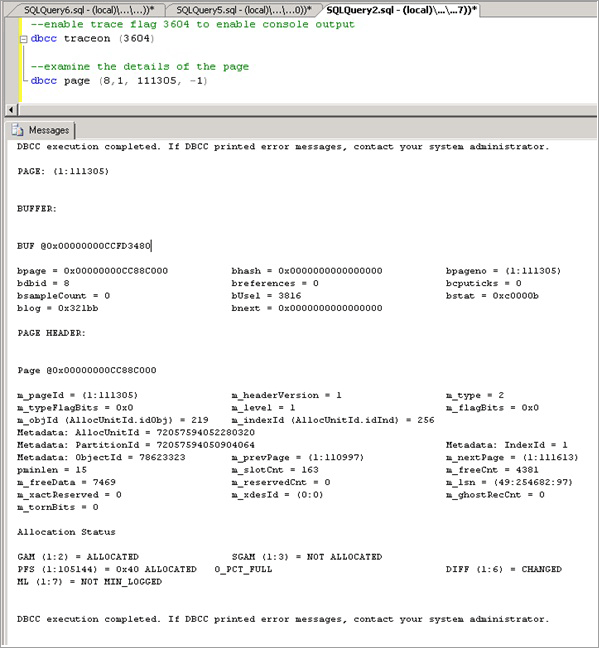 SQLQuery6.sql - (local)\...\...))* SQLQuery5.sql - (local)\...\...0))* SQLQuery2.sql - (local)\...\...7))*
--enable trace flag 3604 to enable console output
dbcc traceon (3604)
--examine the details of the page
dbcc page (8,1, 111305, -1)
Messages
DBCC execution completed. If DBCC printed error messages, contact your system administrator.
PAGE: (1:111305)
BUFFER:
BUF @0x00000000CCFD3480
bpage = 0x00000000CC88C000 bhash = 0x0000000000000000 bpageno = (1:111305)
bdbid = 8 breferences = 0 bcputicks = 0
bsampleCount = 0 bUse1 = 3816 bstat = 0xc0000b
blog = 0x321bb bnext = 0x0000000000000000
PAGE HEADER:
Page @0x00000000CC88C000
m_pageId = (1:111305) m_headerVersion = 1 m_type = 2
m_typeFlagBits = 0x0 m_level = 1 m_flagBits = 0x0
m_objId (AllocUnitId.idObj) = 219 m_indexId (AllocUnitId.idInd) = 256
Metadata: AllocUnitId = 72057594052280320
Metadata: PartitionId = 72057594050904064 Metadata: IndexId = 1
Metadata: ObjectId = 78623323 m_prevPage = (1:110997) m_nextPage = (1:111613)
pminlen = 15 m_slotCnt = 163 m_freeCnt = 4381
m_freeData = 7469 m_reservedCnt = 0 m_lsn = (49:254682:97)
m_xactReserved = 0 m_xdesId = (0:0) m_ghostRecCnt = 0
m_tornBits = 0
Allocation Status
GAM (1:2) = ALLOCATED SGAM (1:3) = NOT ALLOCATED
PFS (1:105144) = 0x40 ALLOCATED 0_PCT_FULL DIFF (1:6) = CHANGED
ML (1:7) = NOT MIN_LOGGED
DBCC execution completed. If DBCC printed error messages, contact your system administrator.